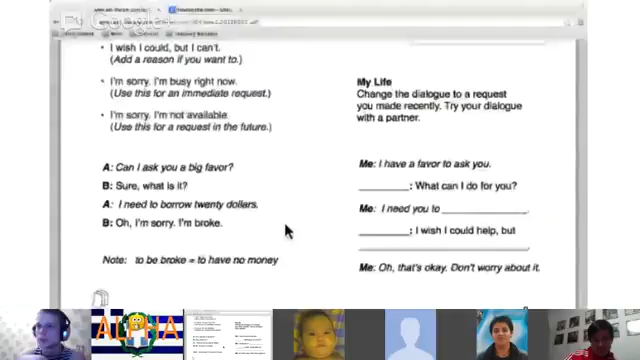 Google+
• I wish I could, but I can't.
(Add a reason if you want to.)
• I'm sorry. I'm busy right now.
(Use this for an immediate request.)
• I'm sorry. I'm not available.
(Use this for a request in the future.)
A: Can I ask you a big favor?
B: Sure, what is it?
A: I need to borrow twenty dollars.
B: Oh, I'm sorry. I'm broke.
Note: to be broke = to have no money
My Life
Change the dialogue to a request
you made recently. Try your dialogue
with a partner.
Me: I have a favor to ask you.
________: What can I do for you?
Me: I need you to ______________.
________: I wish I could help, but
___________________________.
Me: Oh, that's okay. Don't worry about it.
ALPHA